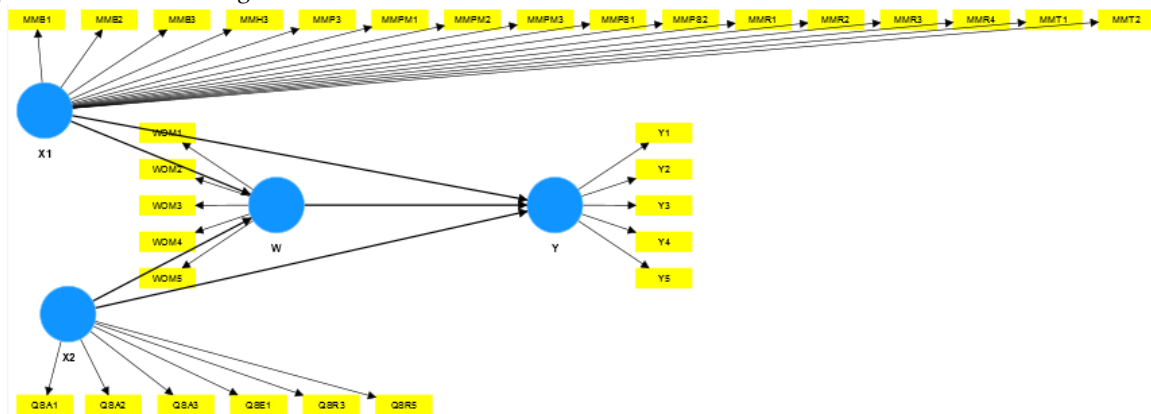 MMB1 MMB2 MMB3 MMH3 MMP3 MMPM1 MMPM2 MMPM3 MMPS1 MMPS2 MMR1 MMR2 MMR3 MMR4 MMT1 MMT2
X1
WOM1
WOM2
WOM3
WOM4
WOM5
W
Y
Y1
Y2
Y3
Y4
Y5
X2
QSA1 QSA2 QSA3 QSE1 QSR3 QSR5